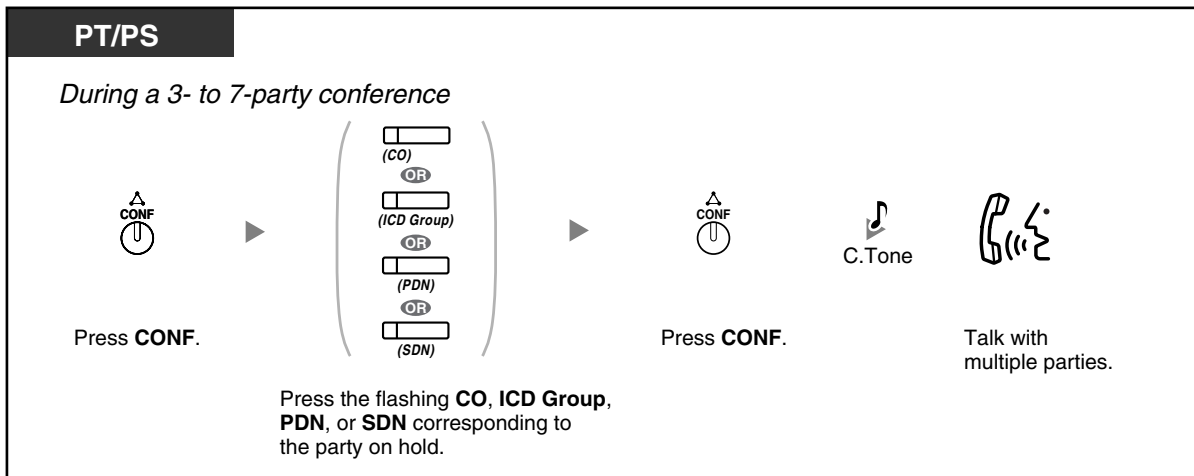 PT/PS
During a 3- to 7-party conference
CONF
Press CONF.
(CO)
OR
(ICD Group)
OR
(PDN)
OR
(SDN)
Press the flashing CO, ICD Group,
PDN, or SDN corresponding to
the party on hold.
CONF
Press CONF.
C.Tone
Talk with
multiple parties.